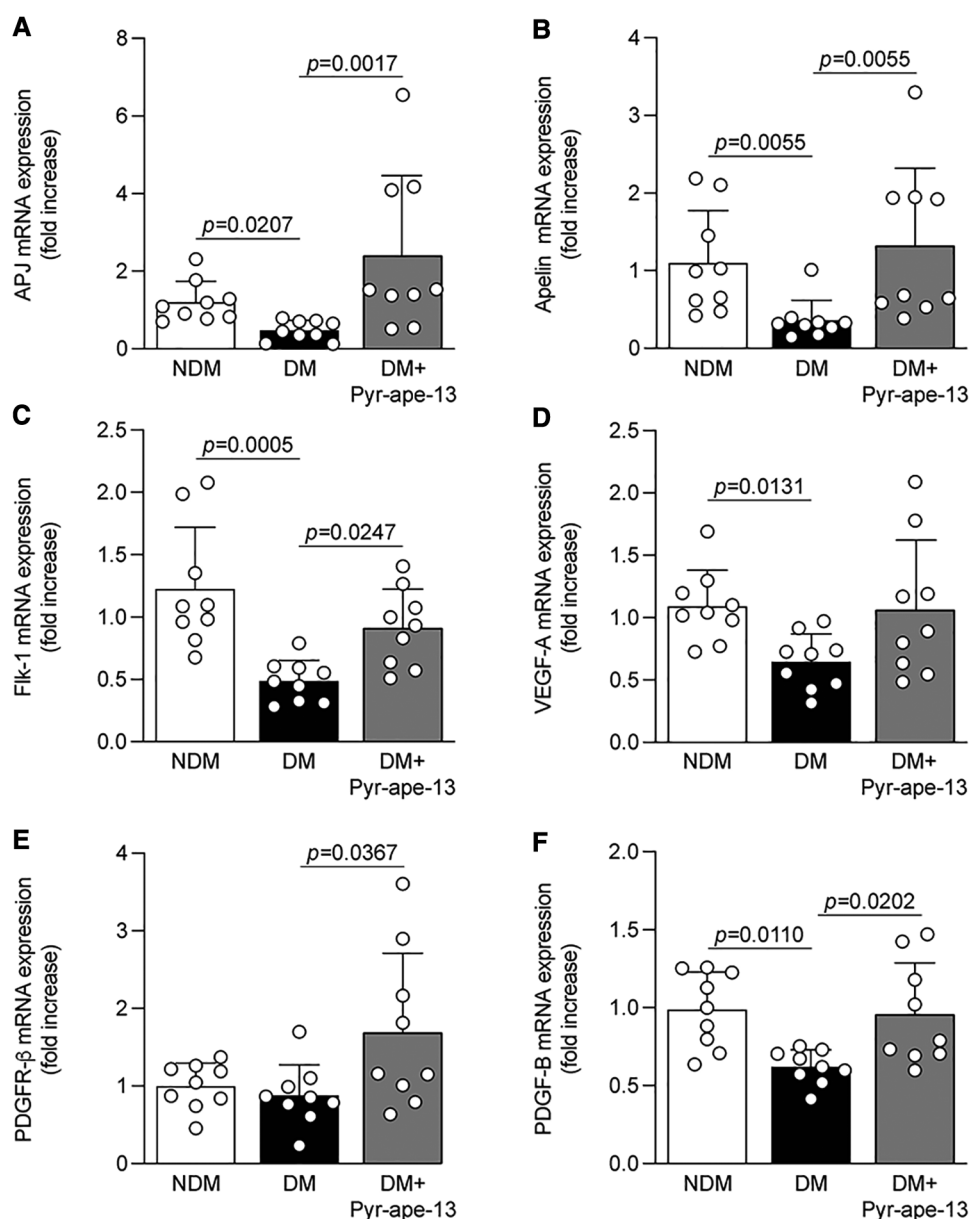 A
APJ mRNA expression
(fold increase)
8
6
4
2
0
p=0.0207
p=0.0017
NDM
DM
DM+
Pyr-ape-13
B
Apelin mRNA expression
(fold increase)
4
3
2
1
0
p=0.0055
p=0.0055
NDM
DM
DM+
Pyr-ape-13
C
Flk-1 mRNA expression
(fold increase)
2.5
2.0
1.5
1.0
0.5
0.0
p=0.0005
p=0.0247
NDM
DM
DM+
Pyr-ape-13
D
VEGF-A mRNA expression
(fold increase)
2.5
2.0
1.5
1.0
0.5
0.0
p=0.0131
NDM
DM
DM+
Pyr-ape-13
E
PDGFR-β mRNA expression
(fold increase)
4
3
2
1
0
p=0.0367
NDM
DM
DM+
Pyr-ape-13
F
PDGF-B mRNA expression
(fold increase)
2.0
1.5
1.0
0.5
0.0
p=0.0110
p=0.0202
NDM
DM
DM+
Pyr-ape-13